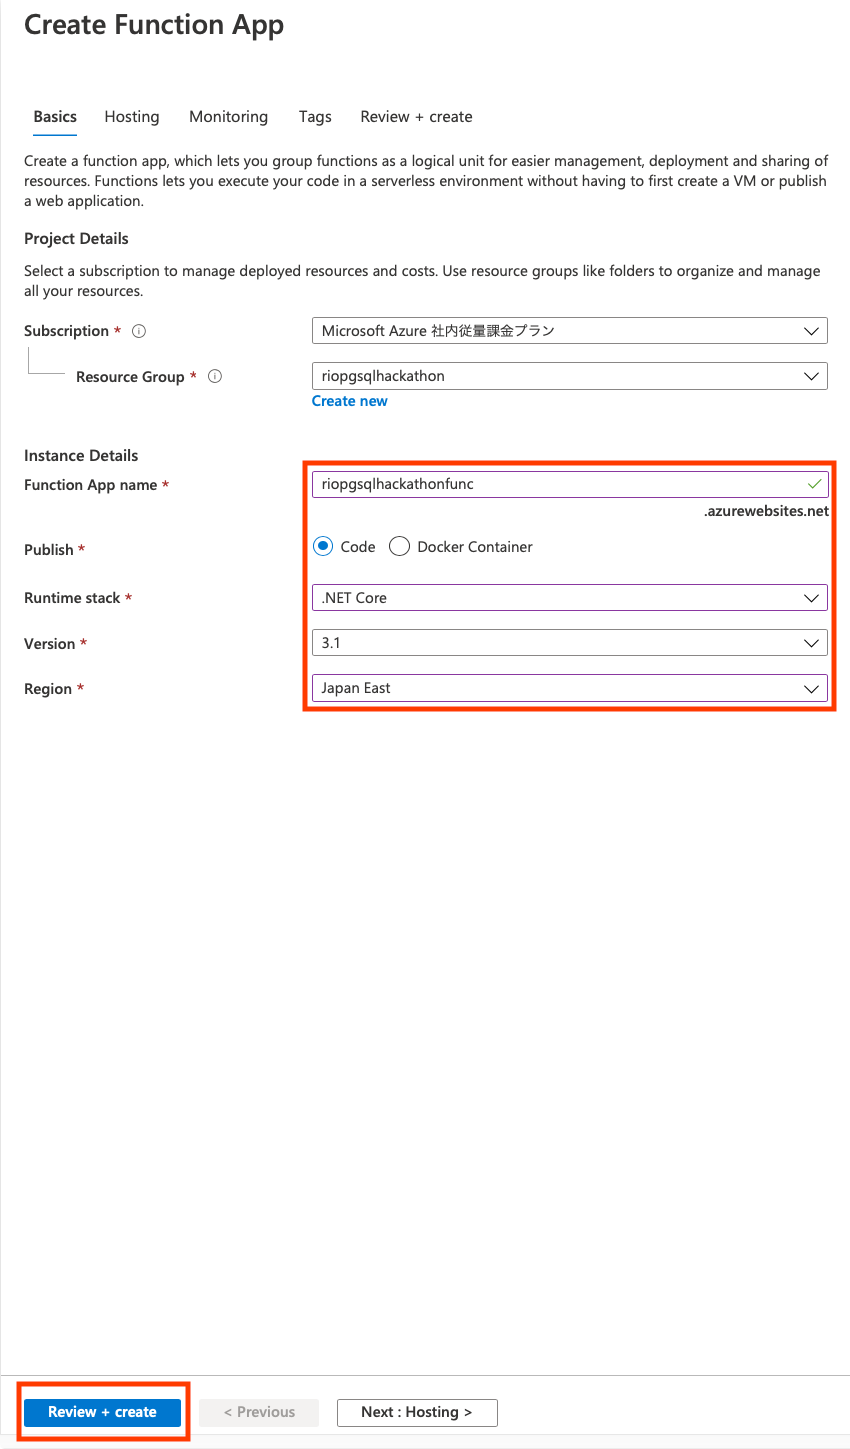 Create Function App
Basics Hosting Monitoring Tags Review + create
Create a function app, which lets you group functions as a logical unit for easier management, deployment and sharing of
resources. Functions lets you execute your code in a serverless environment without having to first create a VM or publish
a web application.
Project Details
Select a subscription to manage deployed resources and costs. Use resource groups like folders to organize and manage
all your resources.
Subscription * Microsoft Azure 社内従量課金プラン
Resource Group * riopgsqlhackathon
Create new
Instance Details
Function App name * riopgsqlhackathonfunc
.azurewebsites.net
Publish * Code Docker Container
Runtime stack * .NET Core
Version * 3.1
Region * Japan East
Review + create < Previous Next : Hosting >